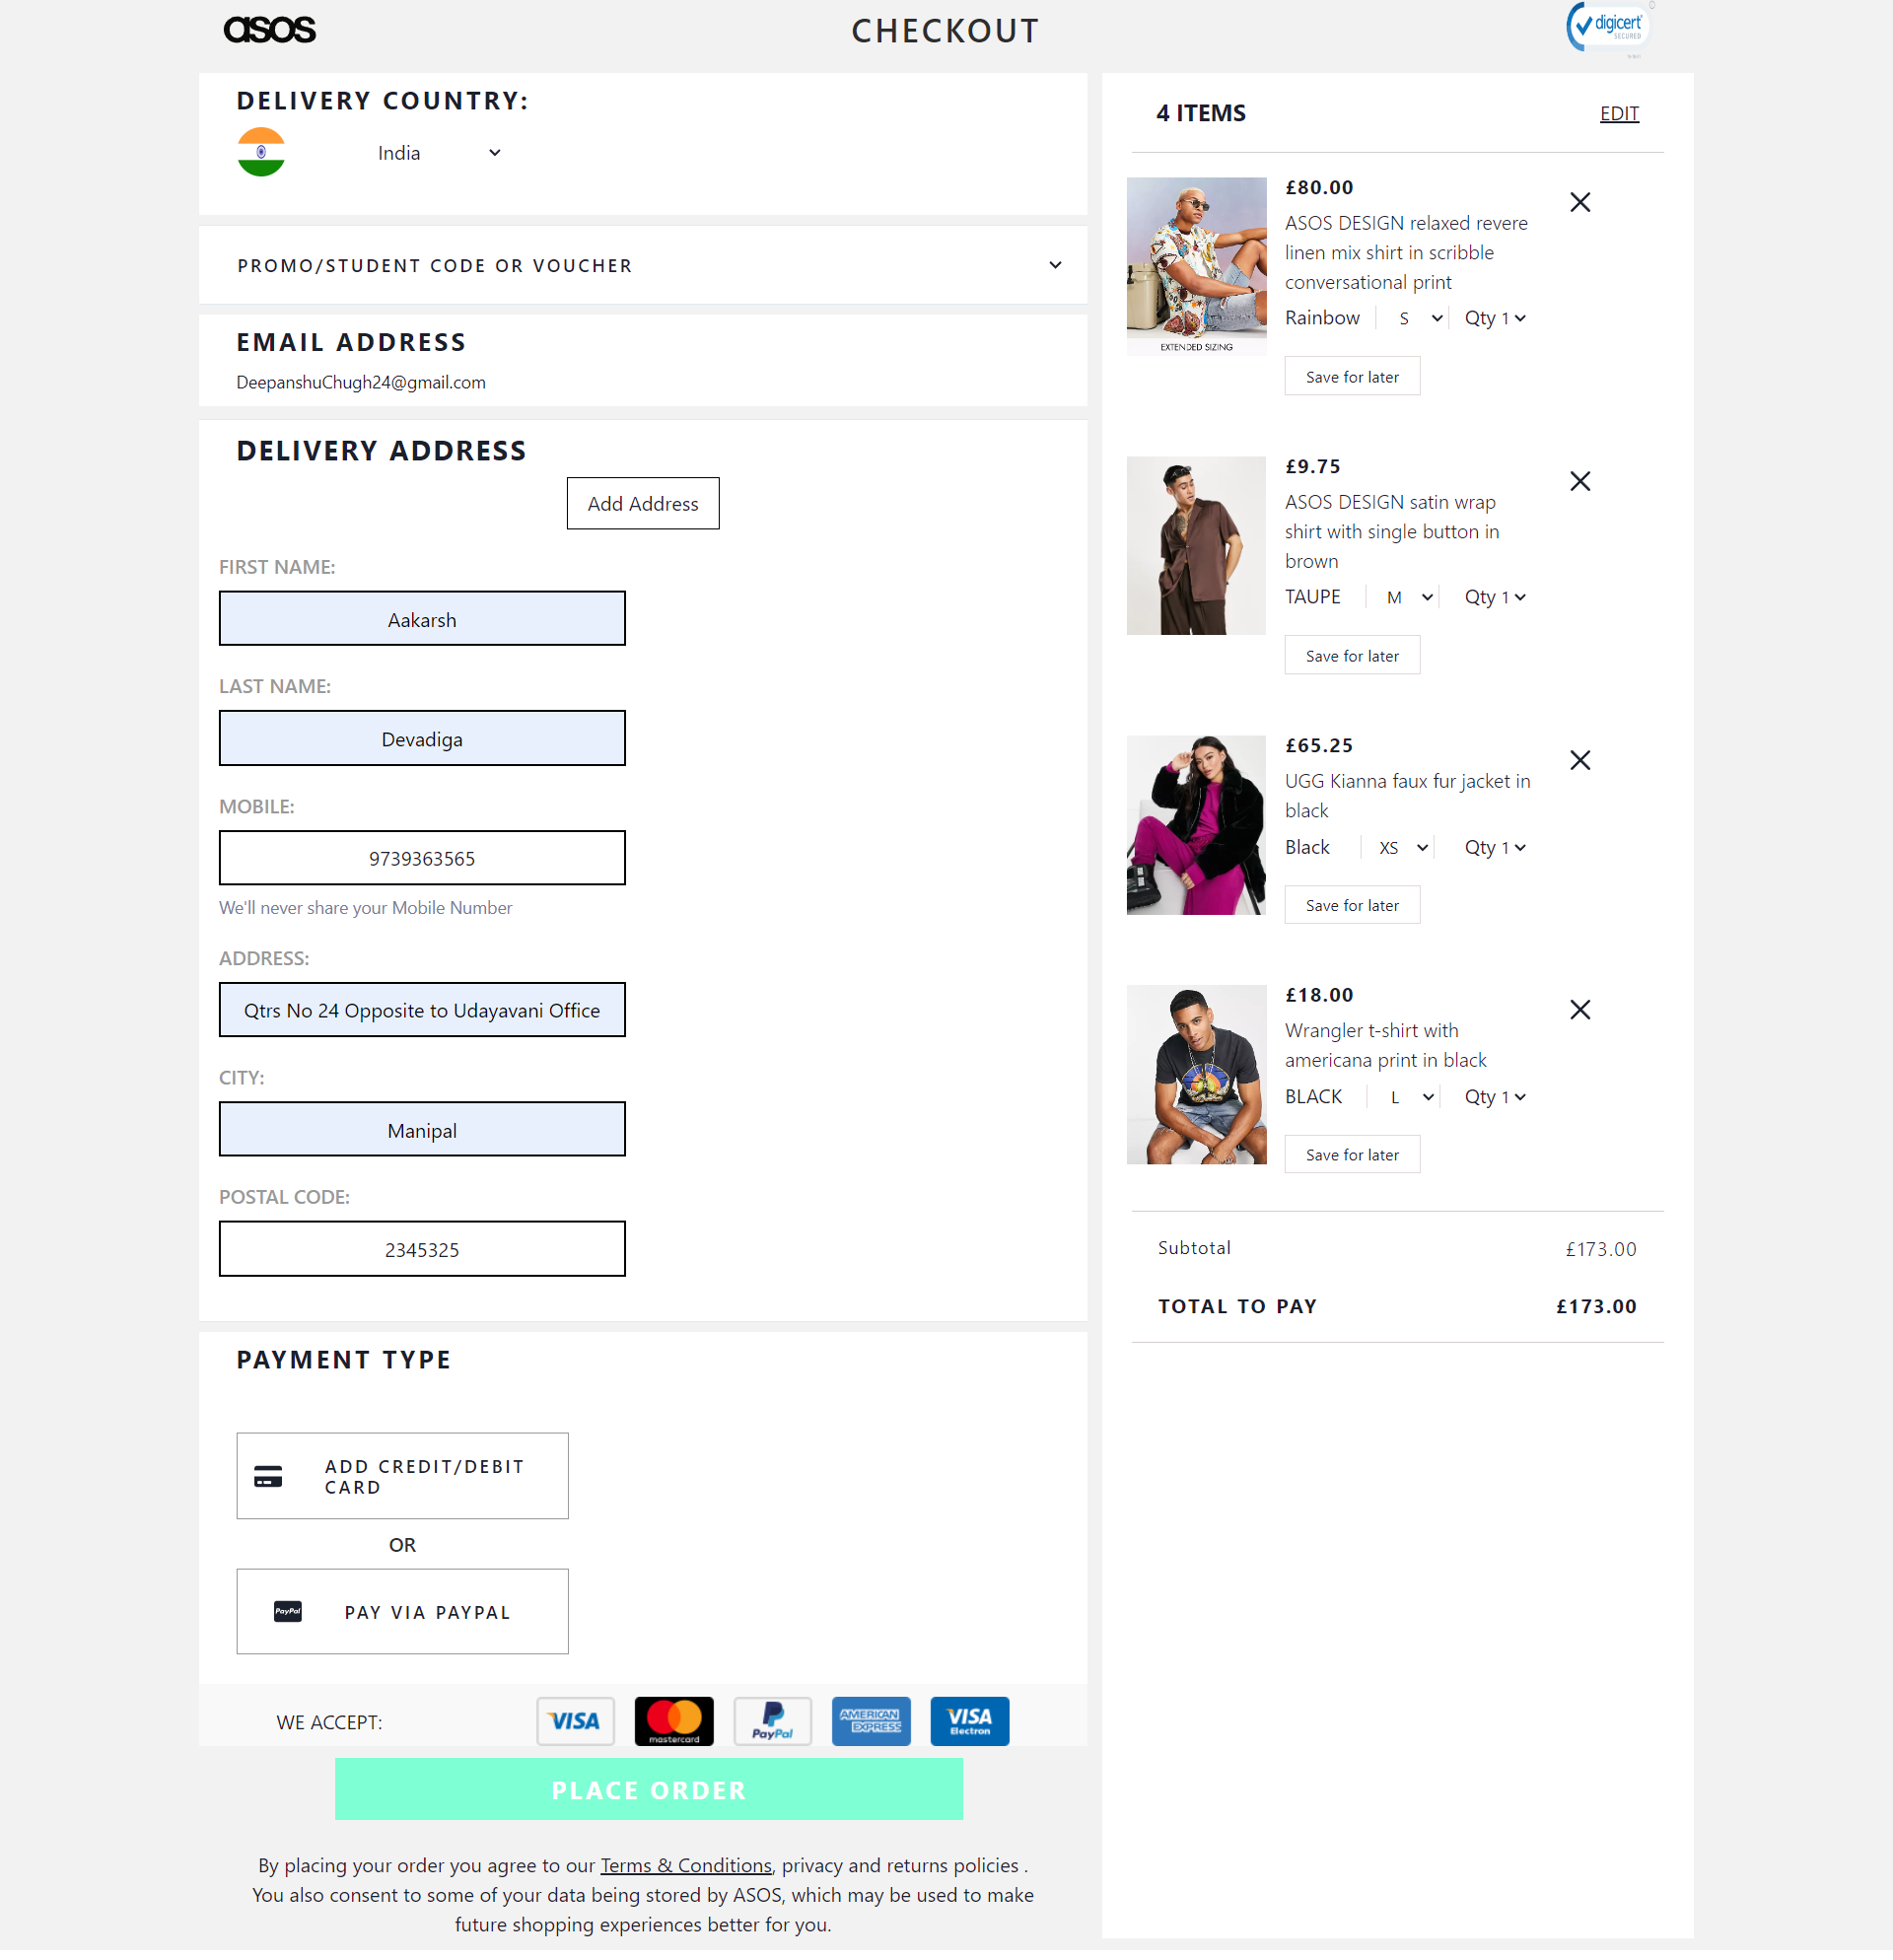 asos
CHECKOUT
digicert
SECURED
DELIVERY COUNTRY:
India
PROMO/STUDENT CODE OR VOUCHER
EMAIL ADDRESS
DeepanshuChugh24@gmail.com
DELIVERY ADDRESS
Add Address
FIRST NAME:
Aakarsh
LAST NAME:
Devadiga
MOBILE:
9739363565
We'll never share your Mobile Number
ADDRESS:
Qtrs No 24 Opposite to Udayavani Office
CITY:
Manipal
POSTAL CODE:
2345325
PAYMENT TYPE
ADD CREDIT/DEBIT
CARD
OR
PayPal
PAY VIA PAYPAL
WE ACCEPT:
VISA
mastercard
PayPal
AMERICAN
EXPRESS
VISA
Electron
PLACE ORDER
By placing your order you agree to our Terms & Conditions, privacy and returns policies .
You also consent to some of your data being stored by ASOS, which may be used to make
future shopping experiences better for you.
4 ITEMS
EDIT
£80.00
ASOS DESIGN relaxed revere
linen mix shirt in scribble
conversational print
Rainbow S Qty 1
EXTENDED SIZING
Save for later
£9.75
ASOS DESIGN satin wrap
shirt with single button in
brown
TAUPE M Qty 1
Save for later
£65.25
UGG Kianna faux fur jacket in
black
Black XS Qty 1
Save for later
£18.00
Wrangler t-shirt with
americana print in black
BLACK L Qty 1
Save for later
Subtotal £173.00
TOTAL TO PAY £173.00